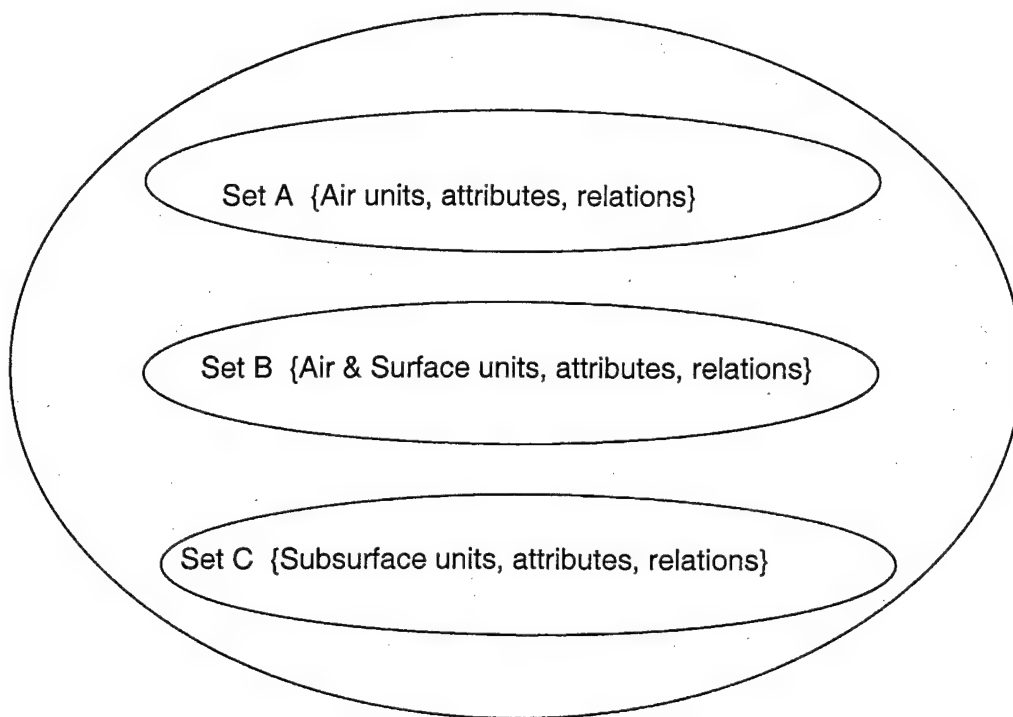 Set A {Air units, attributes, relations}
Set B {Air & Surface units, attributes, relations}
Set C {Subsurface units, attributes, relations}